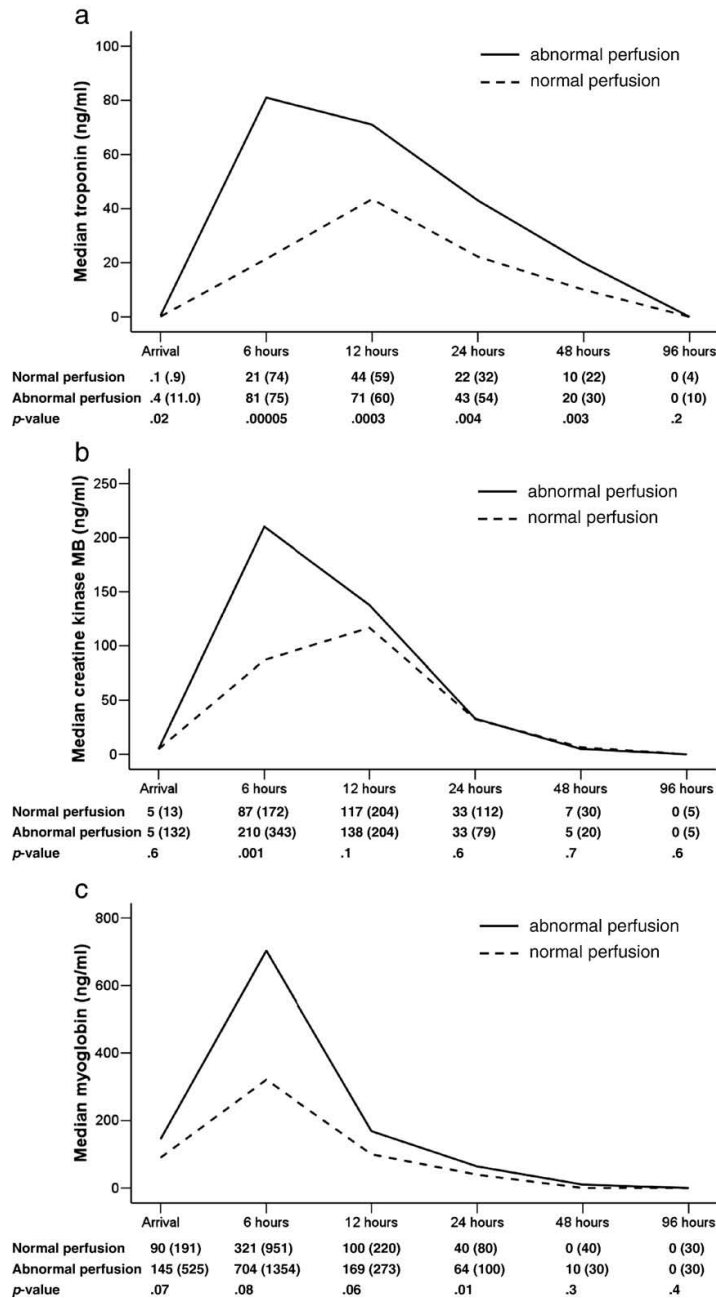 a
Median troponin (ng/ml)
100
80
60
40
20
0
abnormal perfusion
normal perfusion
Arrival 6 hours 12 hours 24 hours 48 hours 96 hours
Normal perfusion .1 (.9) 21 (74) 44 (59) 22 (32) 10 (22) 0 (4)
Abnormal perfusion .4 (11.0) 81 (75) 71 (60) 43 (54) 20 (30) 0 (10)
p-value .02 .00005 .0003 .004 .003 .2
b
Median creatine kinase MB (ng/ml)
250
200
150
100
50
0
abnormal perfusion
normal perfusion
Arrival 6 hours 12 hours 24 hours 48 hours 96 hours
Normal perfusion 5 (13) 87 (172) 117 (204) 33 (112) 7 (30) 0 (5)
Abnormal perfusion 5 (132) 210 (343) 138 (204) 33 (79) 5 (20) 0 (5)
p-value .6 .001 .1 .6 .7 .6
c
Median myoglobin (ng/ml)
800
600
400
200
0
abnormal perfusion
normal perfusion
Arrival 6 hours 12 hours 24 hours 48 hours 96 hours
Normal perfusion 90 (191) 321 (951) 100 (220) 40 (80) 0 (40) 0 (30)
Abnormal perfusion 145 (525) 704 (1354) 169 (273) 64 (100) 10 (30) 0 (30)
p-value .07 .08 .06 .01 .3 .4